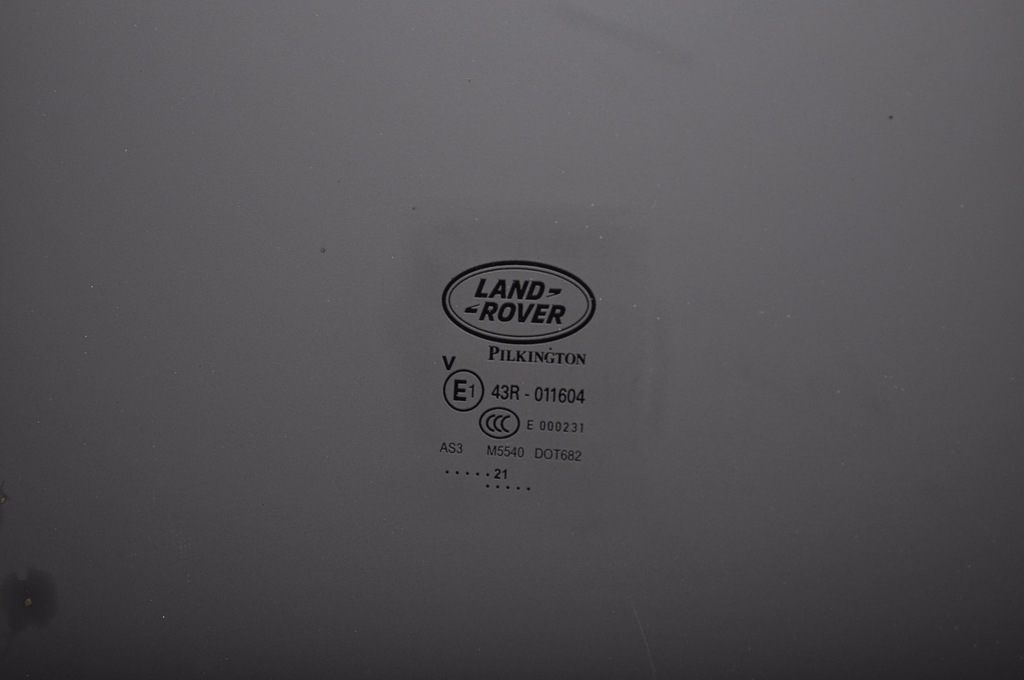 LAND
ROVER
PILKINGTON
V
E1 43R - 011604
CCC E 000231
AS3 M5540 DOT682
.....21
.....